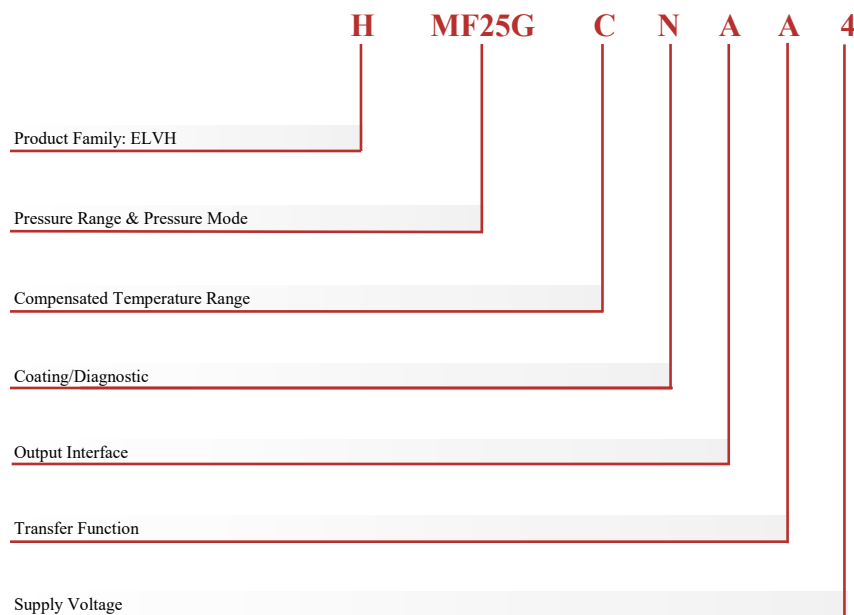 H MF25G C N A A 4
Product Family: ELVH
Pressure Range & Pressure Mode
Compensated Temperature Range
Coating/Diagnostic
Output Interface
Transfer Function
Supply Voltage